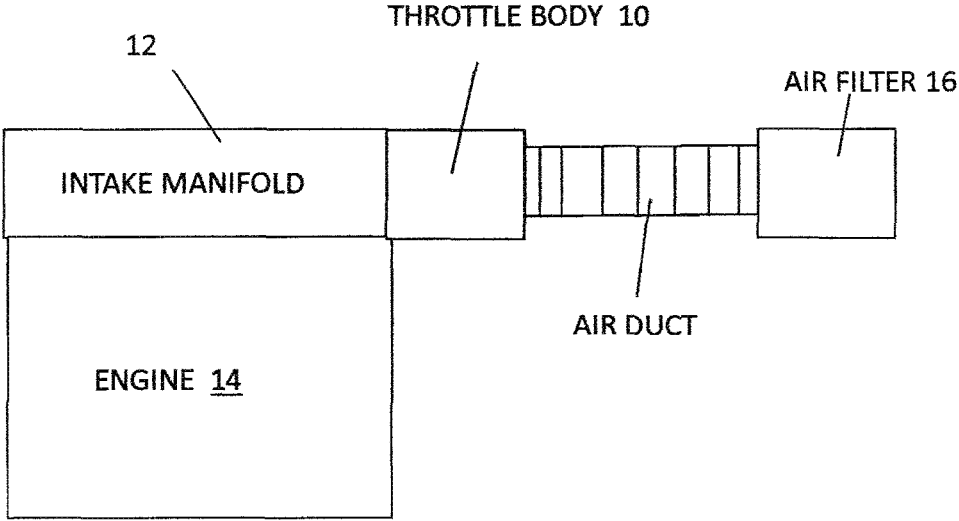 THROTTLE BODY 10
12
AIR FILTER 16
INTAKE MANIFOLD
AIR DUCT
ENGINE 14